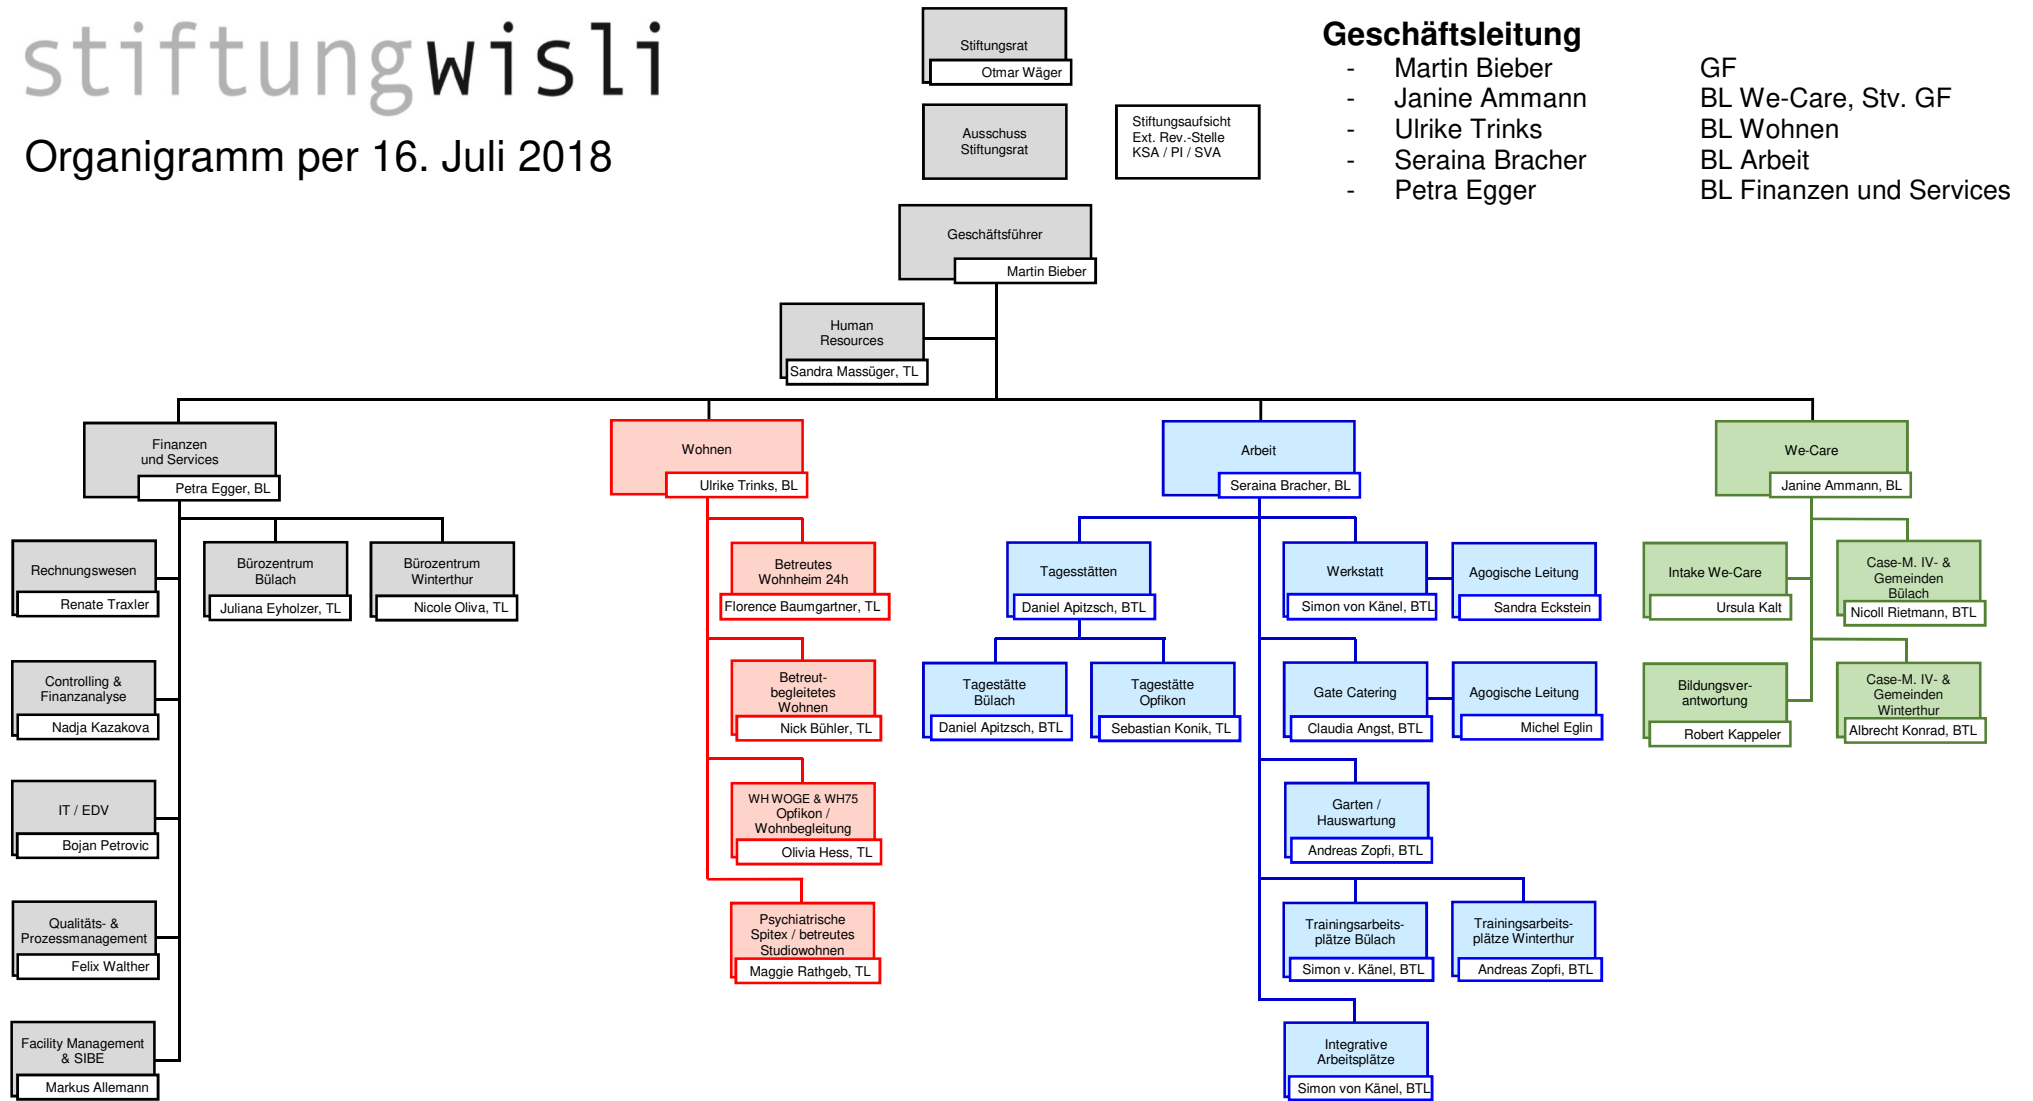 stiftungwisli
Organigramm per 16. Juli 2018
Stiftungsrat
Otmar Wäger
Ausschuss
Stiftungsrat
Stiftungsaufsicht
Ext. Rev.-Stelle
KSA / PI / SVA
Geschäftsleitung
- Martin Bieber GF
- Janine Ammann BL We-Care, Stv. GF
- Ulrike Trinks BL Wohnen
- Seraina Bracher BL Arbeit
- Petra Egger BL Finanzen und Services
Geschäftsführer
Martin Bieber
Human
Resources
Sandra Massüger, TL
Finanzen
und Services
Petra Egger, BL
Rechnungswesen
Renate Traxler
Bürozentrum
Bülach
Juliana Eyholzer, TL
Bürozentrum
Winterthur
Nicole Oliva, TL
Controlling &
Finanzanalyse
Nadja Kazakova
IT / EDV
Bojan Petrovic
Qualitäts- &
Prozessmanagement
Felix Walther
Facility Management
& SIBE
Markus Allemann
Wohnen
Ulrike Trinks, BL
Betreutes
Wohnheim 24h
Florence Baumgartner, TL
Betreut-
begleitetes
Wohnen
Nick Bühler, TL
WH WOGE & WH75
Opfikon /
Wohnbegleitung
Olivia Hess, TL
Psychiatrische
Spitex / betreutes
Studiowohnen
Maggie Rathgeb, TL
Arbeit
Seraina Bracher, BL
Tagesstätten
Daniel Apitzsch, BTL
Tagestätte
Bülach
Daniel Apitzsch, BTL
Tagestätte
Opfikon
Sebastian Konik, TL
Werkstatt
Simon von Känel, BTL
Agogische Leitung
Sandra Eckstein
Gate Catering
Claudia Angst, BTL
Agogische Leitung
Michel Eglin
Garten /
Hauswartung
Andreas Zopfi, BTL
Trainingsarbeits-
plätze Bülach
Simon v. Känel, BTL
Trainingsarbeits-
plätze Winterthur
Andreas Zopfi, BTL
Integrative
Arbeitsplätze
Simon von Känel, BTL
We-Care
Janine Ammann, BL
Intake We-Care
Ursula Kalt
Case-M. IV- &
Gemeinden
Bülach
Nicoll Rietmann, BTL
Bildungsver-
antwortung
Robert Kappeler
Case-M. IV- &
Gemeinden
Winterthur
Albrecht Konrad, BTL